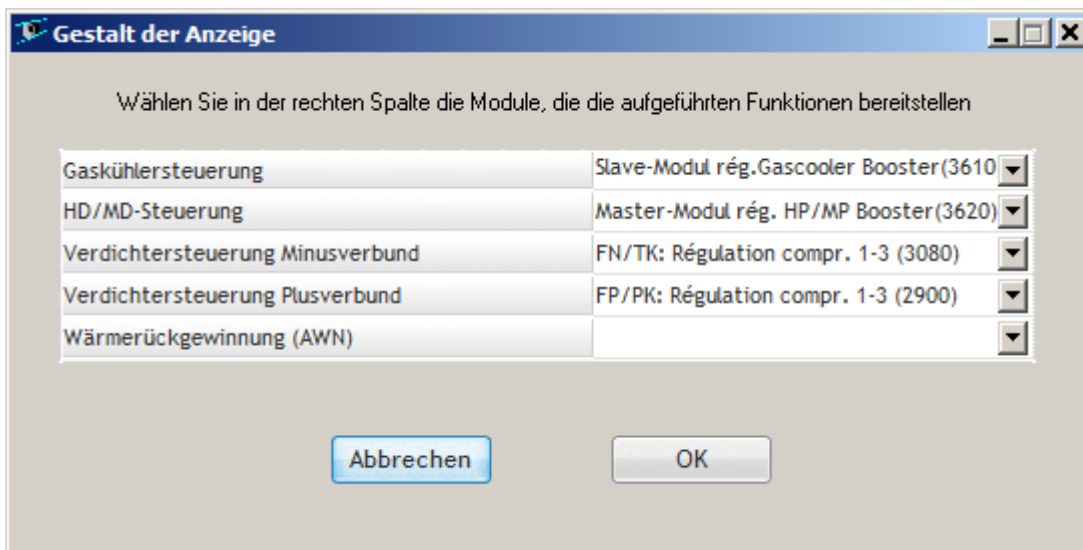 Gestalt der Anzeige
Wählen Sie in der rechten Spalte die Module, die die aufgeführten Funktionen bereitstellen
Gaskühlersteuerung Slave-Modul rég.Gascooler Booster(3610
HD/MD-Steuerung Master-Modul rég. HP/MP Booster(3620)
Verdichtersteuerung Minusverbund FN/TK: Régulation compr. 1-3 (3080)
Verdichtersteuerung Plusverbund FP/PK: Régulation compr. 1-3 (2900)
Wärmerückgewinnung (AWN)
Abbrechen OK